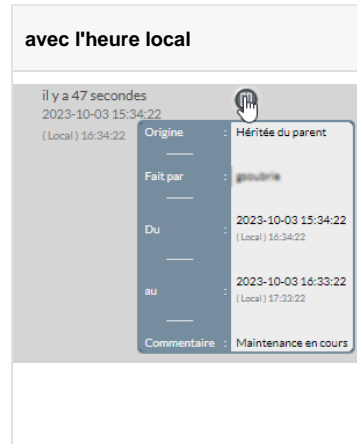 avec l'heure local
il y a 47 secondes
2023-10-03 15:34:22
( Local ) 16:34:22
Origine : Héritée du parent
Fait par :
Du : 2023-10-03 15:34:22
( Local ) 16:34:22
au : 2023-10-03 16:33:22
( Local ) 17:33:22
Commentaire : Maintenance en cours